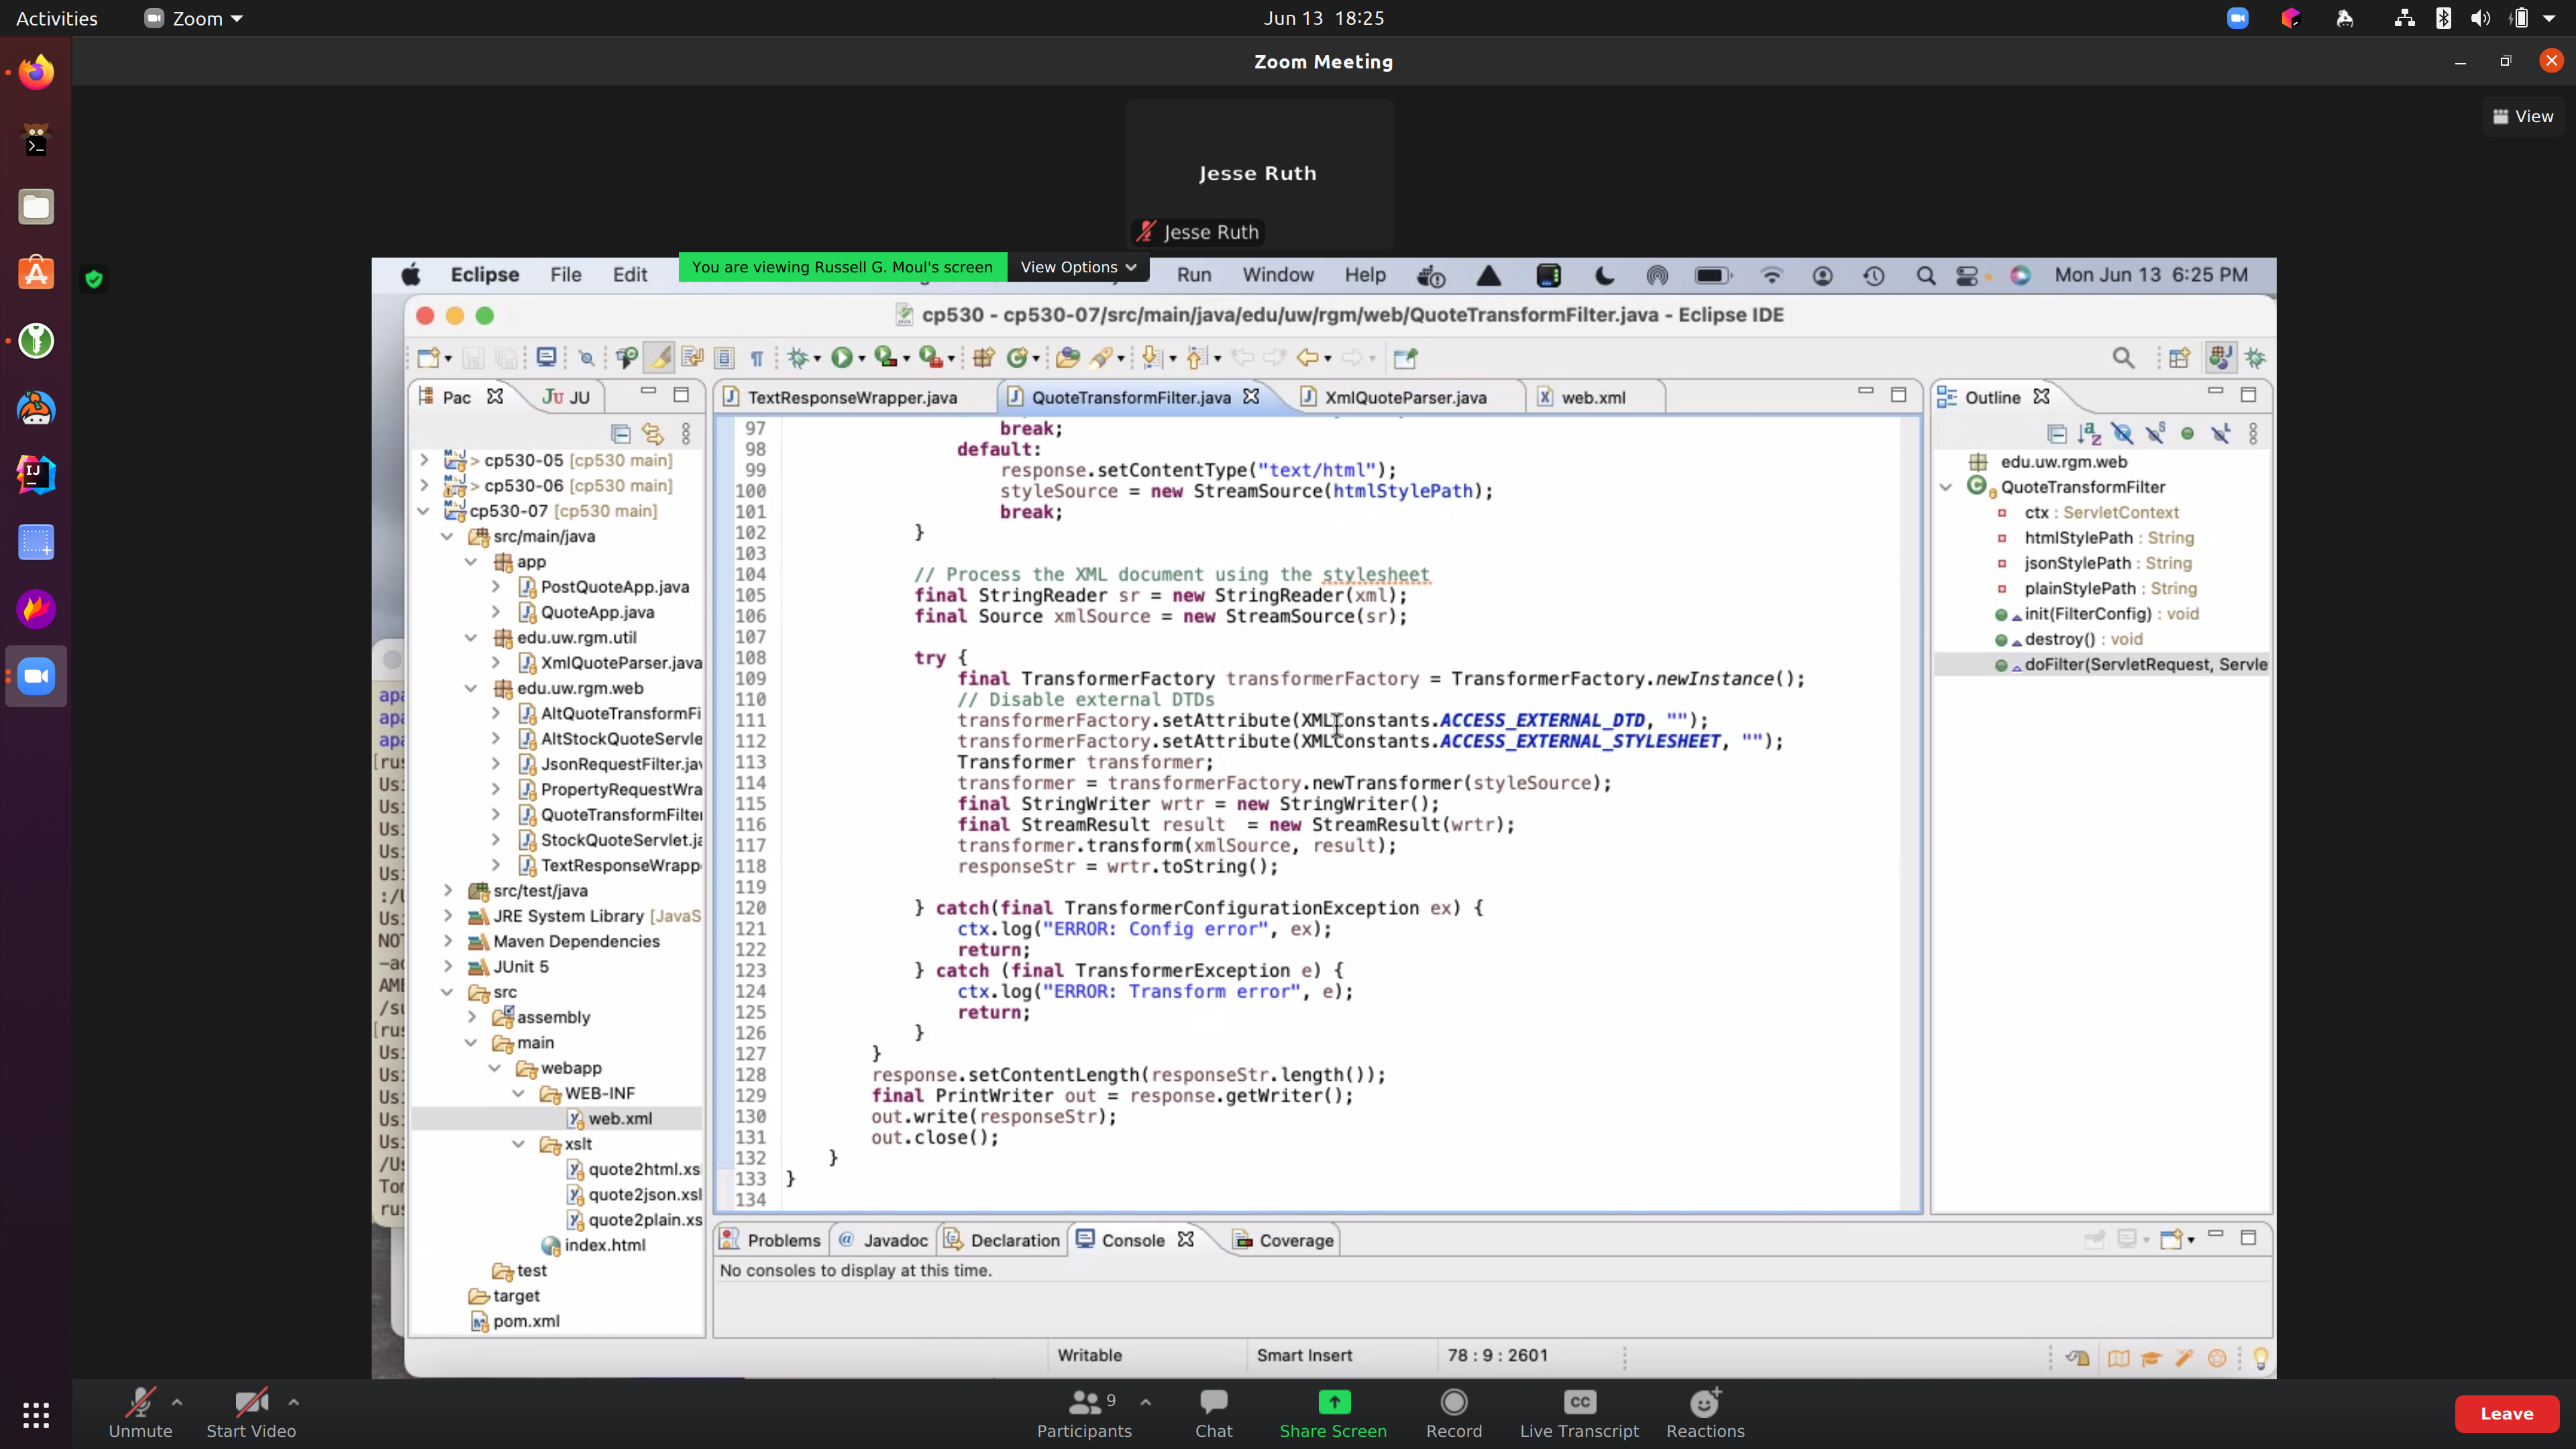 Activities
Zoom
Jun 13 18:25
Zoom Meeting
View
Jesse Ruth
Jesse Ruth
You are viewing Russell G. Moul's screen
View Options
Eclipse File Edit Run Window Help Mon Jun 13 6:25 PM
cp530 - cp530-07/src/main/java/edu/uw/rgm/web/QuoteTransformFilter.java - Eclipse IDE
Pac
JU JU
> cp530-05 [cp530 main]
> cp530-06 [cp530 main]
cp530-07 [cp530 main]
src/main/java
app
PostQuoteApp.java
QuoteApp.java
edu.uw.rgm.util
XmlQuoteParser.java
edu.uw.rgm.web
AltQuoteTransformFi
AltStockQuoteServle
JsonRequestFilter.jav
PropertyRequestWra
QuoteTransformFilter
StockQuoteServlet.ja
TextResponseWrapp
src/test/java
JRE System Library [JavaS
Maven Dependencies
JUnit 5
src
assembly
main
webapp
WEB-INF
web.xml
xslt
quote2html.xs
quote2json.xsl
quote2plain.xs
index.html
test
target
pom.xml
TextResponseWrapper.java
QuoteTransformFilter.java
XmlQuoteParser.java
web.xml
97 break;
98 default:
99 response.setContentType("text/html");
100 styleSource = new StreamSource(htmlStylePath);
101 break;
102 }
103
104 // Process the XML document using the stylesheet
105 final StringReader sr = new StringReader(xml);
106 final Source xmlSource = new StreamSource(sr);
107
108 try {
109 final TransformerFactory transformerFactory = TransformerFactory.newInstance();
110 // Disable external DTDs
111 transformerFactory.setAttribute(XMLConstants.ACCESS_EXTERNAL_DTD, "");
112 transformerFactory.setAttribute(XMLConstants.ACCESS_EXTERNAL_STYLESHEET, "");
113 Transformer transformer;
114 transformer = transformerFactory.newTransformer(styleSource);
115 final StringWriter wrtr = new StringWriter();
116 final StreamResult result = new StreamResult(wrtr);
117 transformer.transform(xmlSource, result);
118 responseStr = wrtr.toString();
119
120 } catch(final TransformerConfigurationException ex) {
121 ctx.log("ERROR: Config error", ex);
122 return;
123 } catch (final TransformerException e) {
124 ctx.log("ERROR: Transform error", e);
125 return;
126 }
127 }
128 response.setContentLength(responseStr.length());
129 final PrintWriter out = response.getWriter();
130 out.write(responseStr);
131 out.close();
132 }
133 }
134
Outline
edu.uw.rgm.web
QuoteTransformFilter
ctx : ServletContext
htmlStylePath : String
jsonStylePath : String
plainStylePath : String
init(FilterConfig) : void
destroy() : void
doFilter(ServletRequest, Servle
Problems
Javadoc
Declaration
Console
Coverage
No consoles to display at this time.
Writable
Smart Insert
78 : 9 : 2601
Unmute
Start Video
Participants 9
Chat
Share Screen
Record
CC Live Transcript
Reactions
Leave